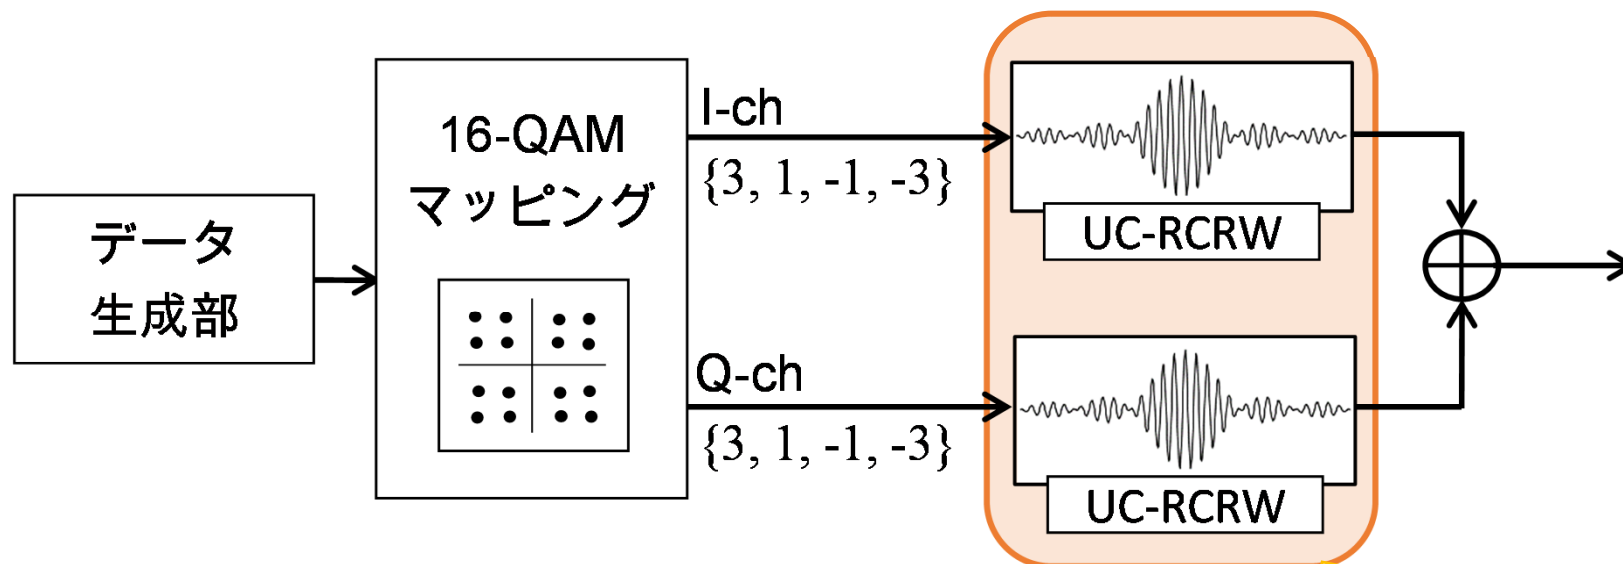 データ
生成部
16-QAM
マッピング
I-ch
{3, 1, -1, -3}
UC-RCRW
Q-ch
{3, 1, -1, -3}
UC-RCRW